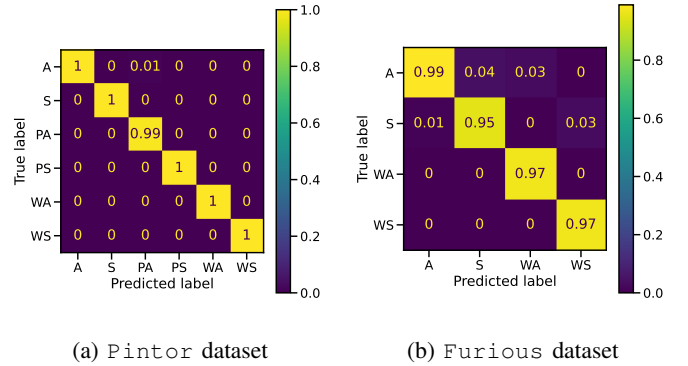 A 1 0 0.01 0 0 0
S 0 1 0 0 0 0
PA 0 0 0.99 0 0 0
PS 0 0 0 1 0 0
WA 0 0 0 0 1 0
WS 0 0 0 0 0 1
A S PA PS WA WS
Predicted label
True label
1.0
0.8
0.6
0.4
0.2
0.0
(a) Pintor dataset
A 0.99 0.04 0.03 0
S 0.01 0.95 0 0.03
WA 0 0 0.97 0
WS 0 0 0 0.97
A S WA WS
Predicted label
True label
0.8
0.6
0.4
0.2
0.0
(b) Furious dataset